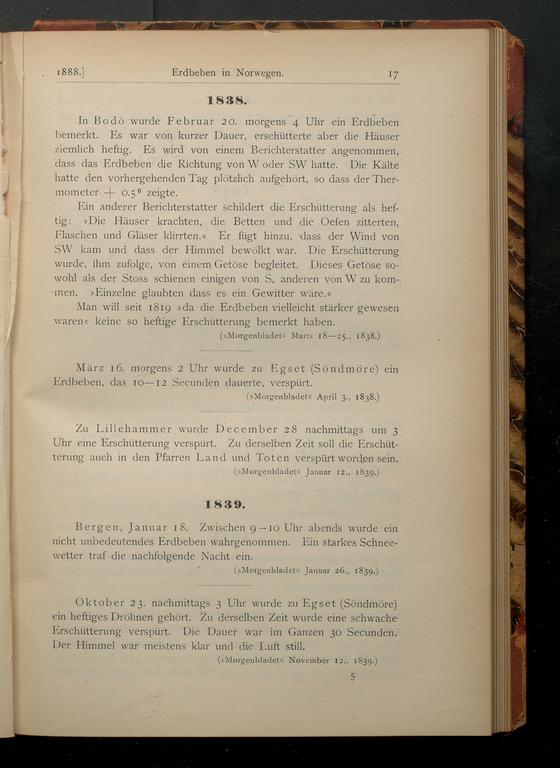 1888.] Erdbeben in Norwegen. 17
1838.
In Bodö wurde Februar 20. morgens 4 Uhr ein Erdbeben
bemerkt. Es war von kurzer Dauer, erschütterte aber die Häuser
ziemlich heftig. Es wird von einem Berichterstatter angenommen,
dass das Erdbeben die Richtung von W oder SW hatte. Die Kälte
hatte den vorhergehenden Tag plötzlich aufgehört, so dass der Ther-
mometer + 0.5° zeigte.
Ein anderer Berichterstatter schildert die Erschütterung als hef-
tig: »Die Häuser krachten, die Betten und die Oefen zitterten,
Flaschen und Gläser klirrten.« Er fügt hinzu, dass der Wind von
SW kam und dass der Himmel bewölkt war. Die Erschütterung
wurde, ihm zufolge, von einem Getöse begleitet. Dieses Getöse so-
wohl als der Stoss schienen einigen von S, anderen von W zu kom-
men. »Einzelne glaubten dass es ein Gewitter wäre.«
Man will seit 1819 »da die Erdbeben vielleicht stärker gewesen
waren« keine so heftige Erschütterung bemerkt haben.
(»Morgenbladet« Marts 18—25., 1838.)
März 16. morgens 2 Uhr wurde zu Egset (Söndmöre) ein
Erdbeben, das 10—12 Secunden dauerte, verspürt.
(»Morgenbladet« April 3., 1838.)
Zu Lillehammer wurde December 28 nachmittags um 3
Uhr eine Erschütterung verspürt. Zu derselben Zeit soll die Erschüt-
terung auch in den Pfarren Land und Toten verspürt worden sein.
(»Morgenbladet« Januar 12., 1839.)
1839.
Bergen, Januar 18. Zwischen 9—10 Uhr abends wurde ein
nicht unbedeutendes Erdbeben wahrgenommen. Ein starkes Schnee-
wetter traf die nachfolgende Nacht ein.
(»Morgenbladet« Januar 26., 1839.)
Oktober 23. nachmittags 3 Uhr wurde zu Egset (Söndmöre)
ein heftiges Dröhnen gehört. Zu derselben Zeit wurde eine schwache
Erschütterung verspürt. Die Dauer war im Ganzen 30 Secunden.
Der Himmel war meistens klar und die Luft still.
(»Morgenbladet« November 12., 1839.)
5